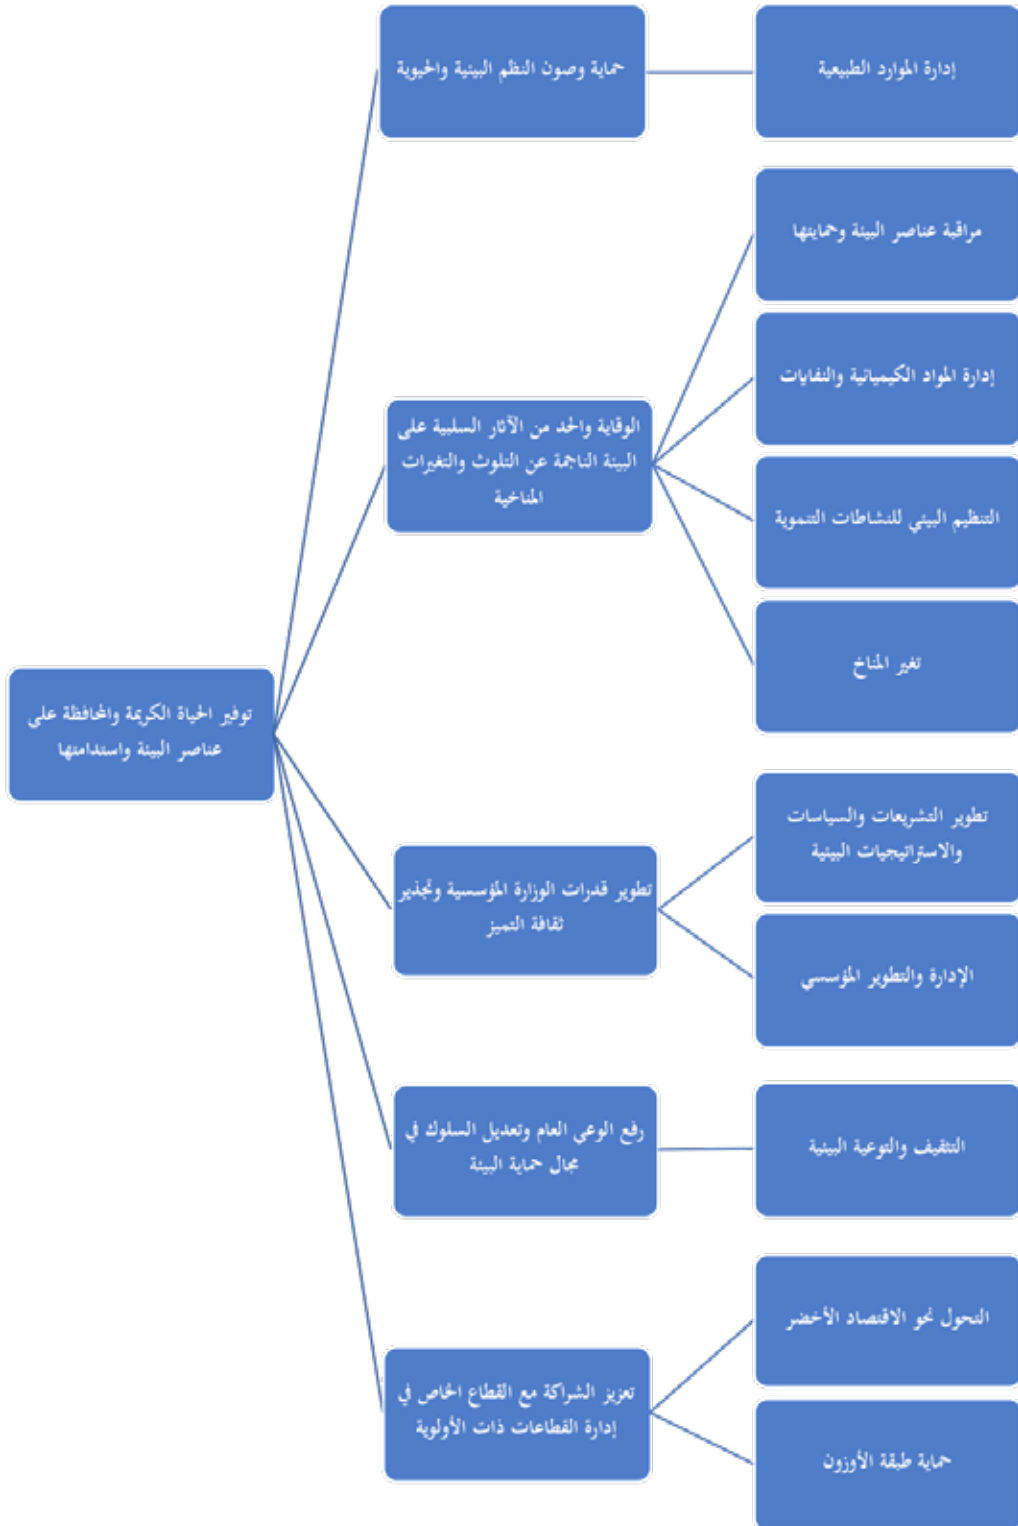 حماية وصون النظم البيئية والحيوية
إدارة الموارد الطبيعية
مراقبة عناصر البيئة وحمايتها
إدارة المواد الكيميائية والنفايات
الوقاية والحد من الآثار السلبية على
البيئة الناجمة عن التلوث والتغيرات
المناخية
التنظيم البيئي للنشاطات التنموية
تغير المناخ
توفير الحياة الكريمة والمحافظة على
عناصر البيئة واستدامتها
تطوير التشريعات والسياسات
والاستراتيجيات البيئية
تطوير قدرات الوزارة المؤسسية وتجذير
ثقافة التميز
الإدارة والتطوير المؤسسي
رفع الوعي العام وتعديل السلوك في
مجال حماية البيئة
التثقيف والتوعية البيئية
التحول نحو الاقتصاد الأخضر
تعزيز الشراكة مع القطاع الخاص في
إدارة القطاعات ذات الأولوية
حماية طبقة الأوزون